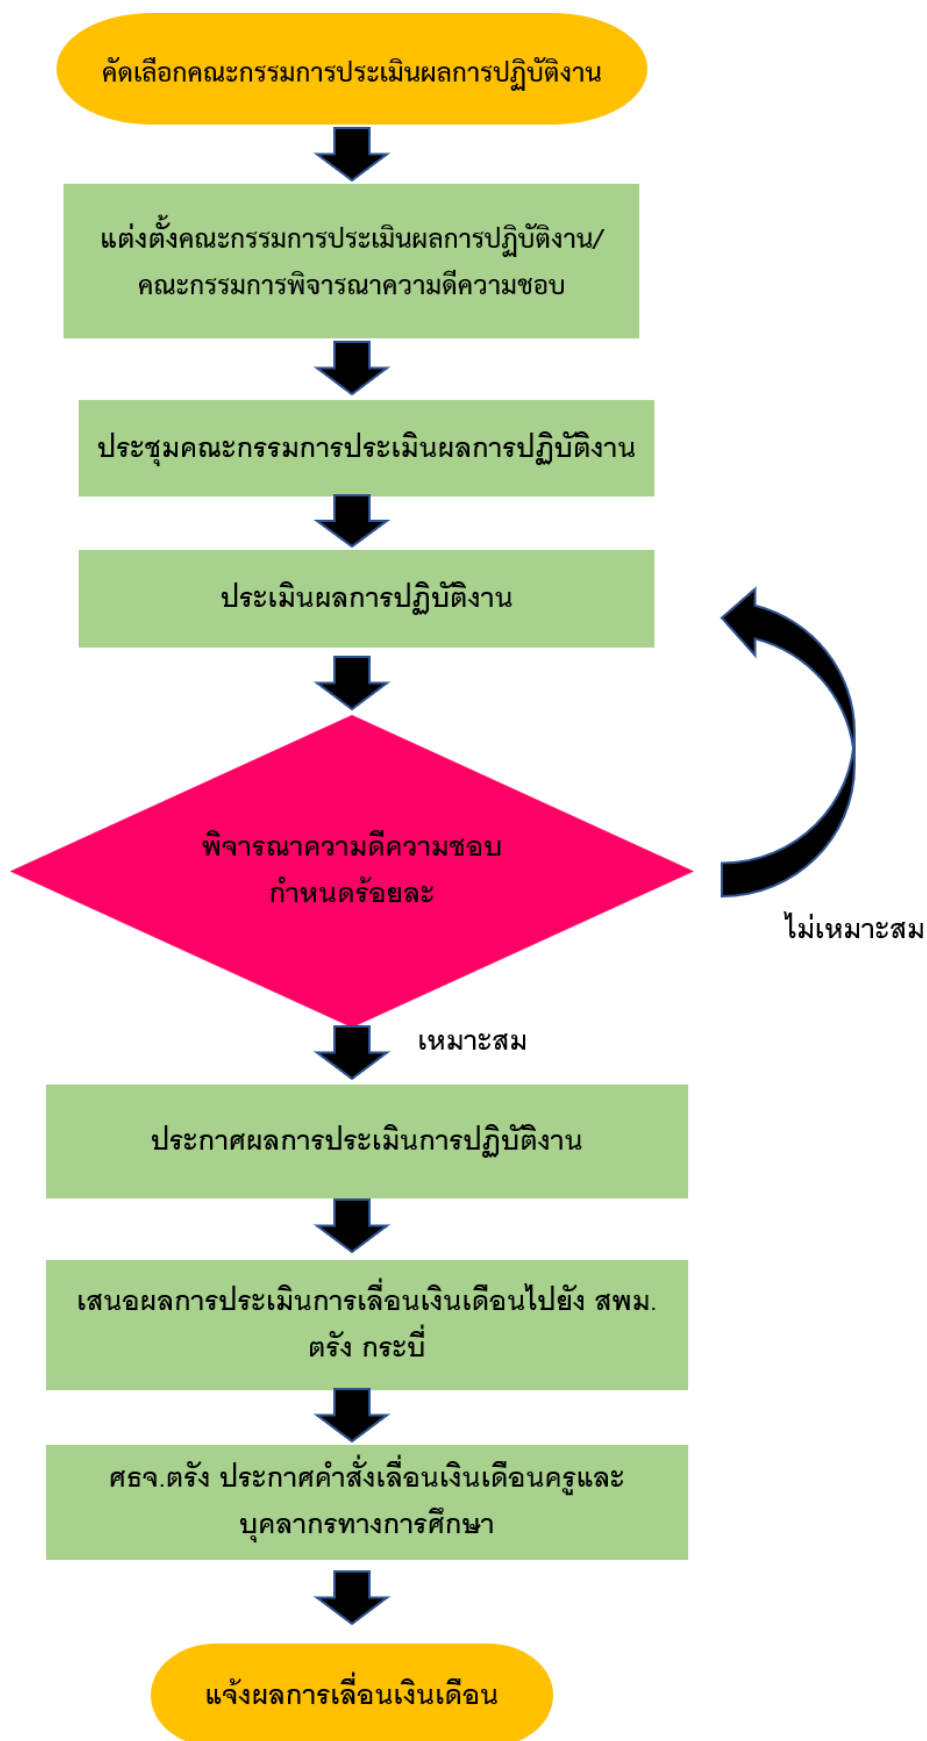 คัดเลือกคณะกรรมการประเมินผลการปฏิบัติงาน
แต่งตั้งคณะกรรมการประเมินผลการปฏิบัติงาน/
คณะกรรมการพิจารณาความดีความชอบ
ประชุมคณะกรรมการประเมินผลการปฏิบัติงาน
ประเมินผลการปฏิบัติงาน
พิจารณาความดีความชอบ
กำหนดร้อยละ
ไม่เหมาะสม
เหมาะสม
ประกาศผลการประเมินการปฏิบัติงาน
เสนอผลการประเมินการเลื่อนเงินเดือนไปยัง สพม.
ตรัง กระบี่
ศธจ.ตรัง ประกาศคำสั่งเลื่อนเงินเดือนครูและ
บุคลากรทางการศึกษา
แจ้งผลการเลื่อนเงินเดือน